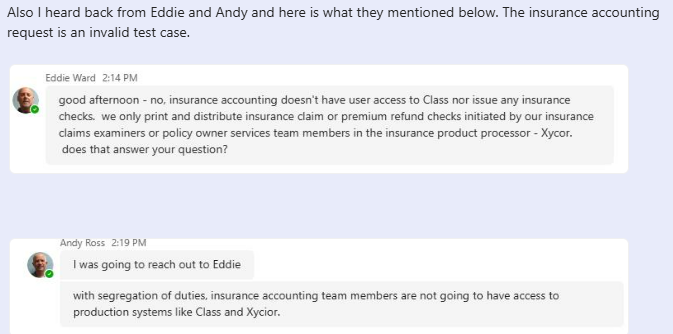 Also I heard back from Eddie and Andy and here is what they mentioned below. The insurance accounting
request is an invalid test case.
Eddie Ward 2:14 PM
good afternoon - no, insurance accounting doesn't have user access to Class nor issue any insurance
checks. we only print and distribute insurance claim or premium refund checks initiated by our insurance
claims examiners or policy owner services team members in the insurance product processor - Xycor.
does that answer your question?
Andy Ross 2:19 PM
I was going to reach out to Eddie
with segregation of duties, insurance accounting team members are not going to have access to
production systems like Class and Xycior.